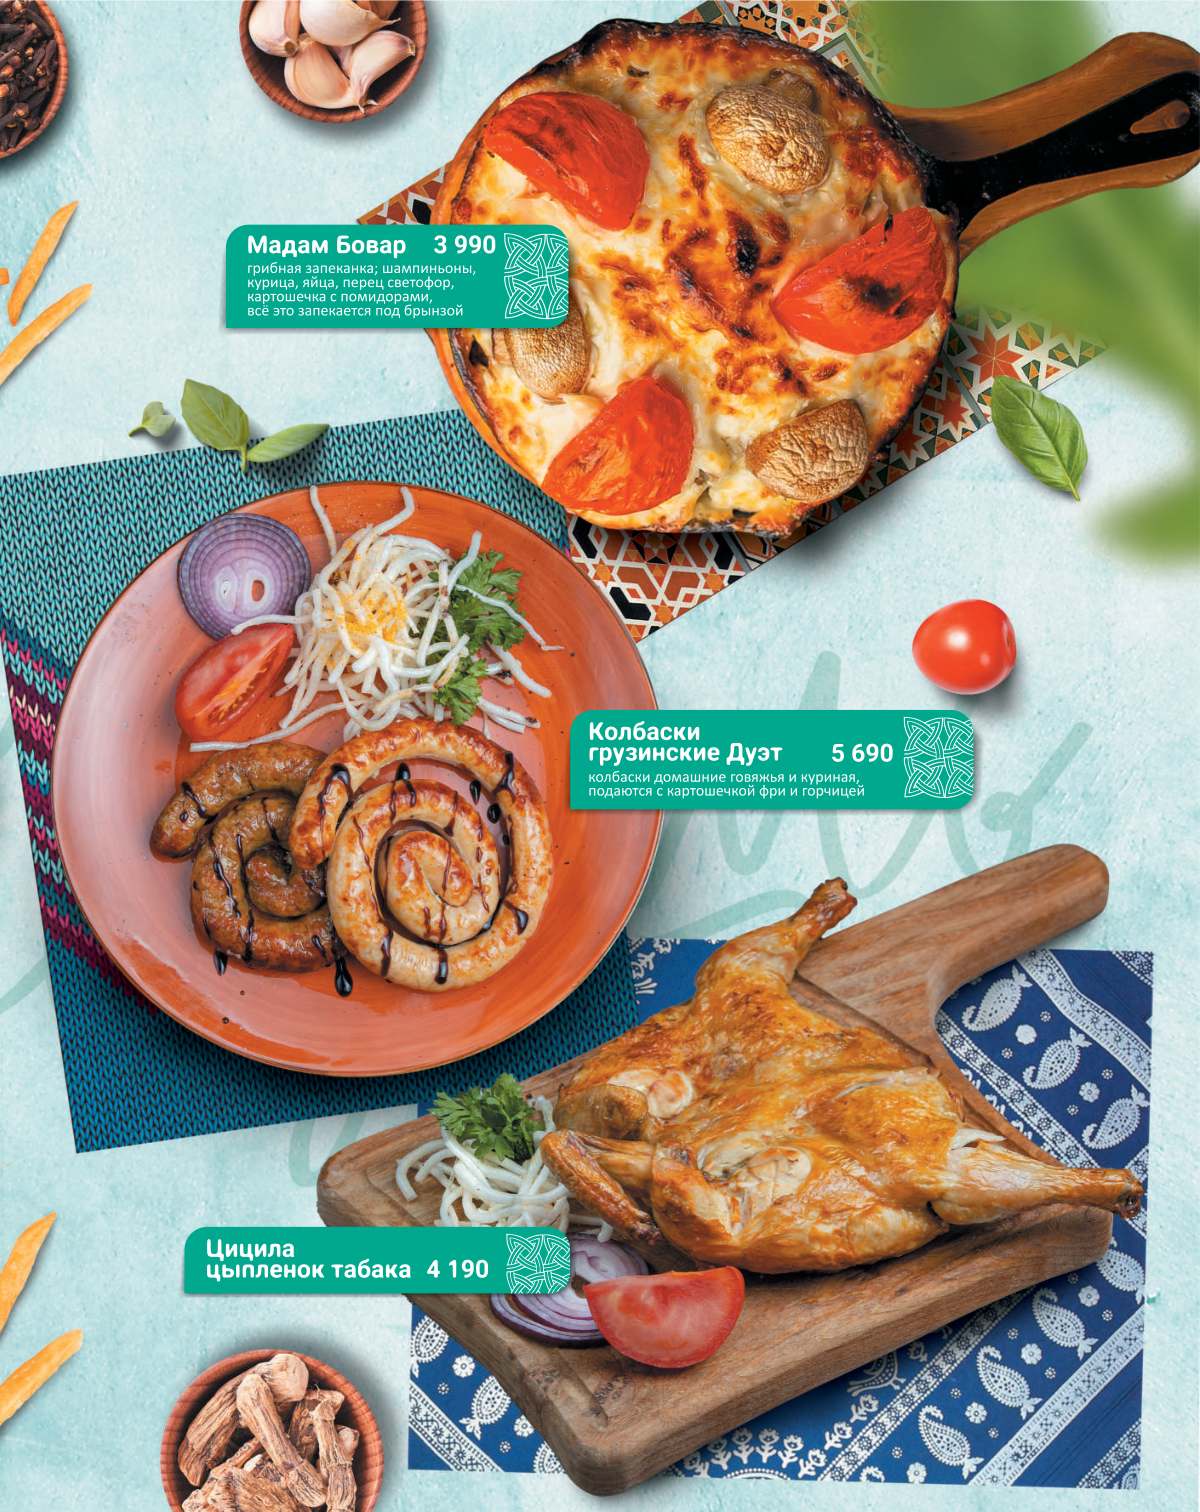 Мадам Бовар 3 990
грибная запеканка; шампиньоны,
курица, яйца, перец светофор,
картошечка с помидорами,
всё это запекается под брынзой
Колбаски
грузинские Дуэт 5 690
колбаски домашние говяжья и куриная,
подаются с картошечкой фри и горчицей
Цицила
цыпленок табака 4 190